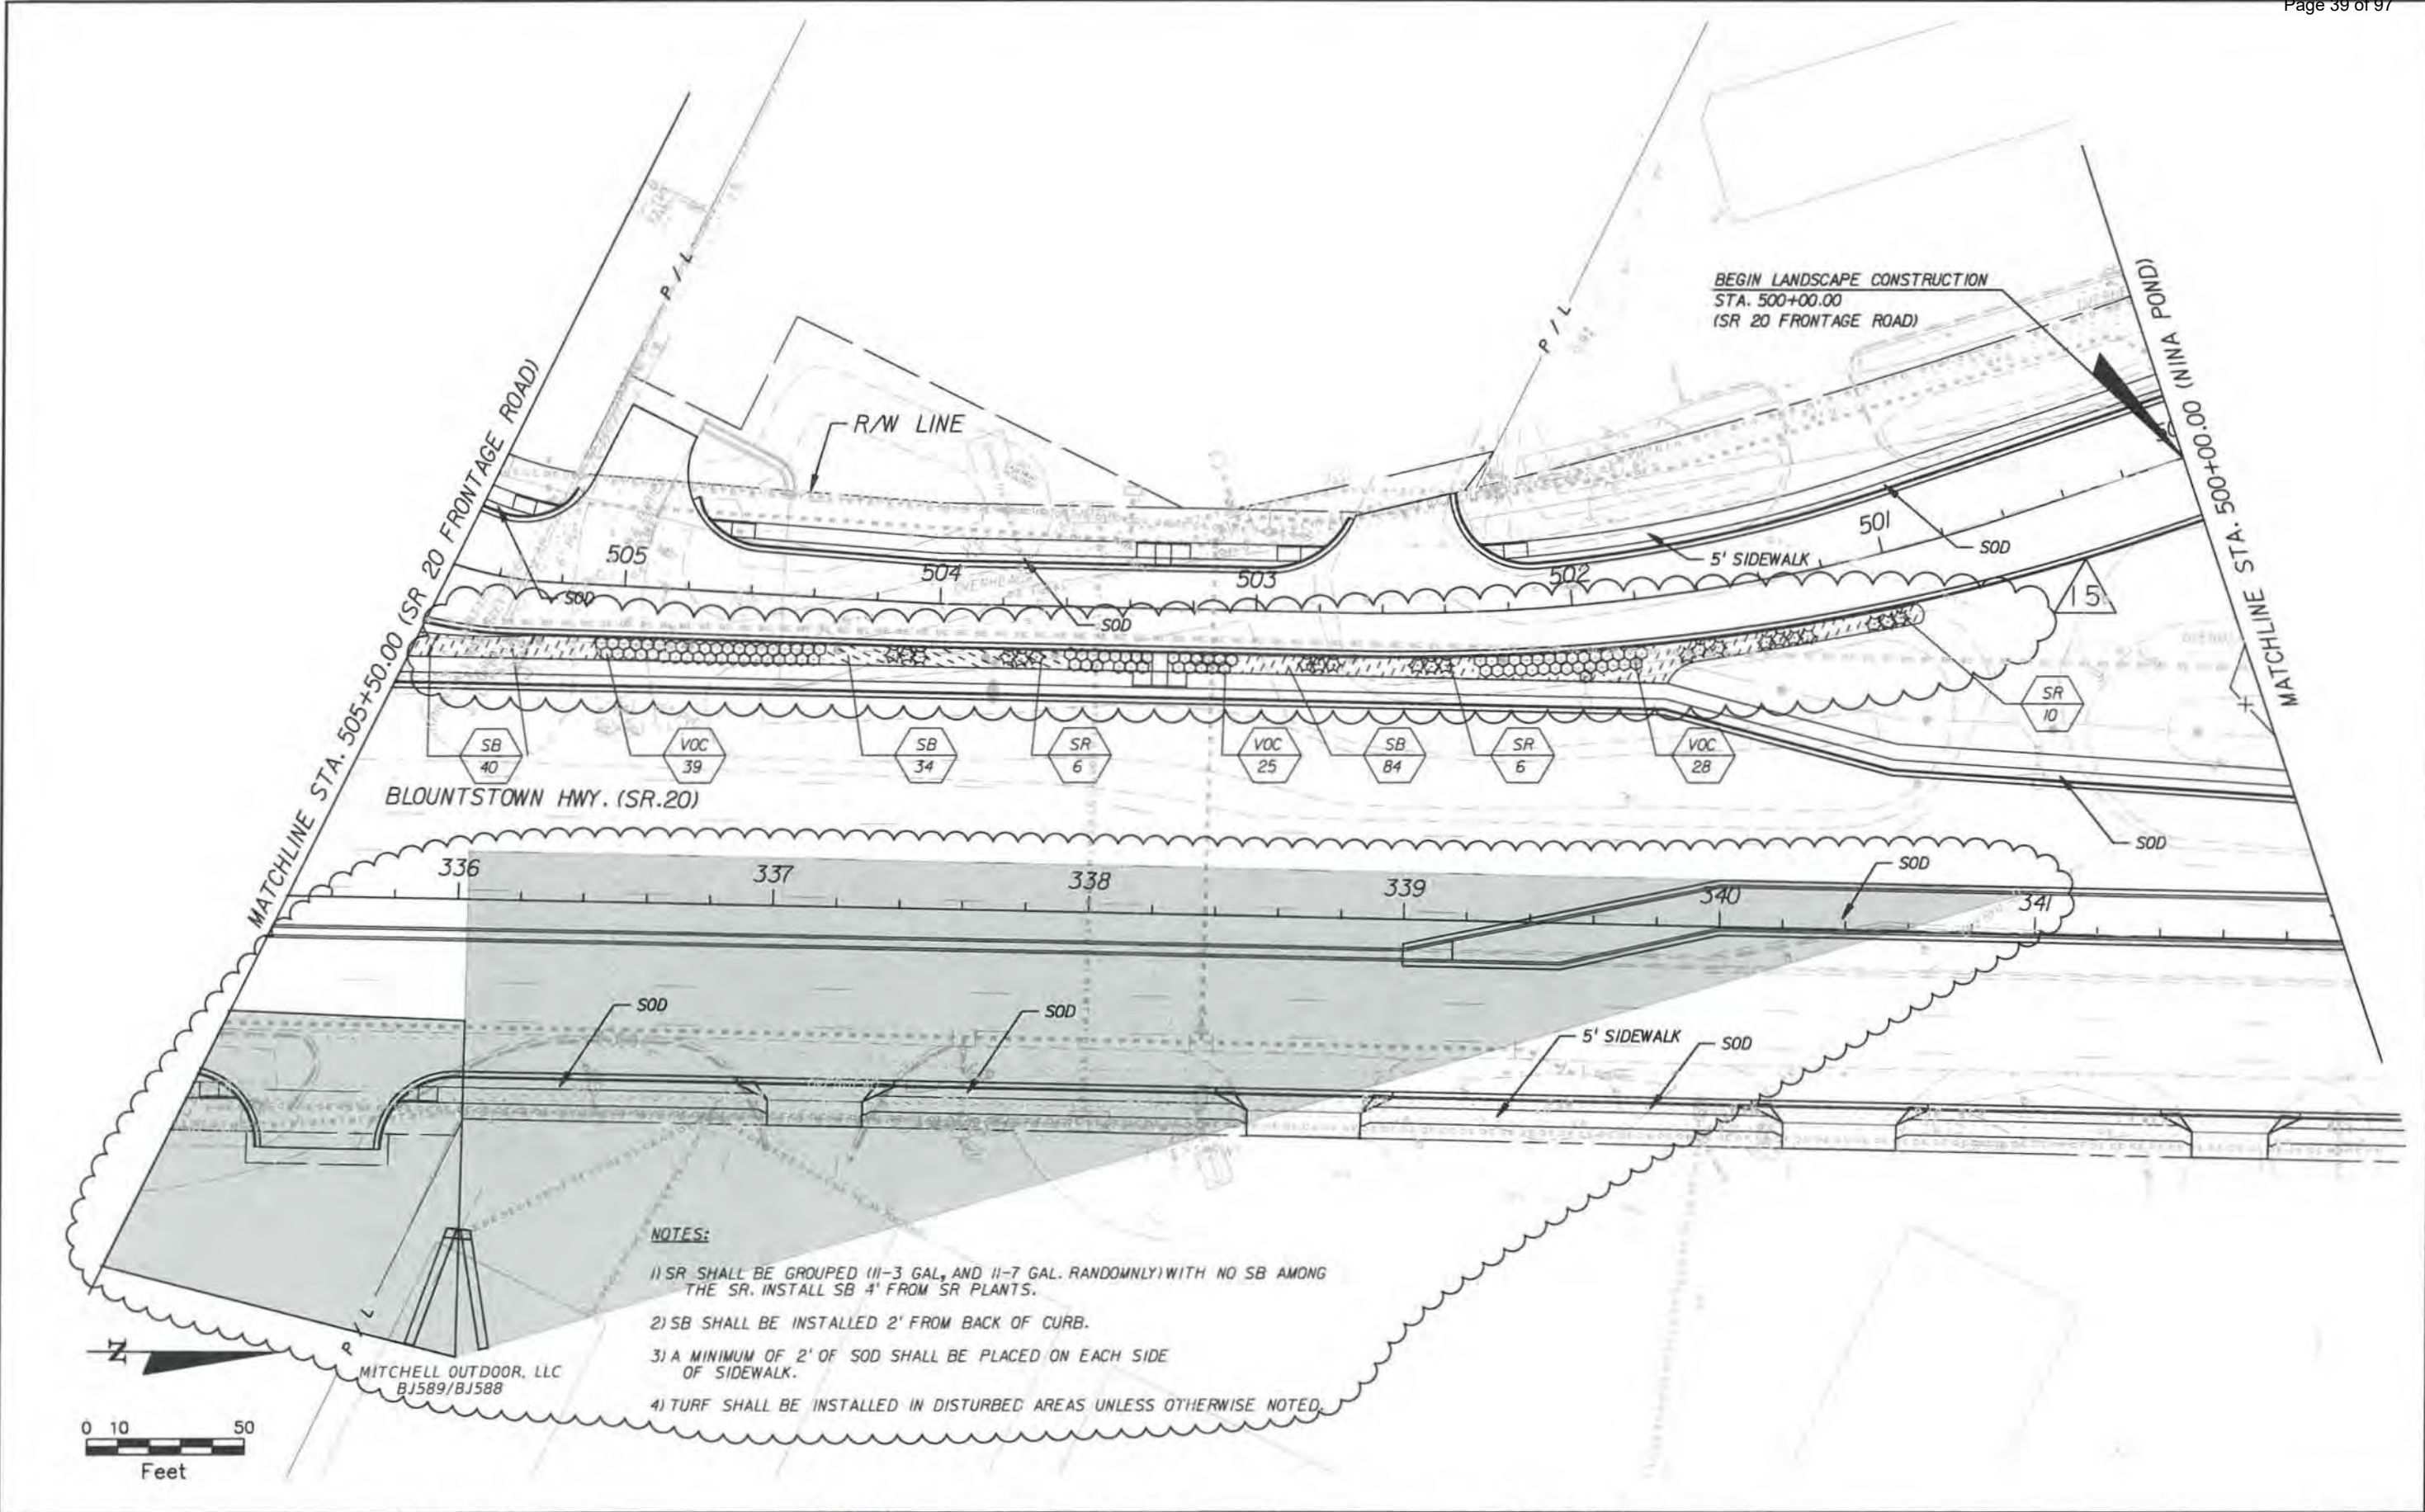 Page 39 of 97
BEGIN LANDSCAPE CONSTRUCTION
STA. 500+00.00
(SR 20 FRONTAGE ROAD)
MATCHLINE STA. 505+50.00 (SR 20 FRONTAGE ROAD)
MATCHLINE STA. 500+00.00 (NINA POND)
P/L
P/L
R/W LINE
505
504
503
502
501
5' SIDEWALK
SOD
SOD
SOD
15
SB
40
VOC
39
SB
34
SR
6
VOC
25
SB
84
SR
6
VOC
28
SR
10
BLOUNTSTOWN HWY. (SR.20)
SOD
336
337
338
339
340
341
SOD
SOD
SOD
5' SIDEWALK
SOD
NOTES:
1) SR SHALL BE GROUPED (11-3 GAL, AND 11-7 GAL. RANDOMNLY) WITH NO SB AMONG
THE SR. INSTALL SB 4' FROM SR PLANTS.
2) SB SHALL BE INSTALLED 2' FROM BACK OF CURB.
3) A MINIMUM OF 2' OF SOD SHALL BE PLACED ON EACH SIDE
OF SIDEWALK.
4) TURF SHALL BE INSTALLED IN DISTURBED AREAS UNLESS OTHERWISE NOTED.
P/L
MITCHELL OUTDOOR, LLC
BJ589/BJ588
N
0 10 50
Feet